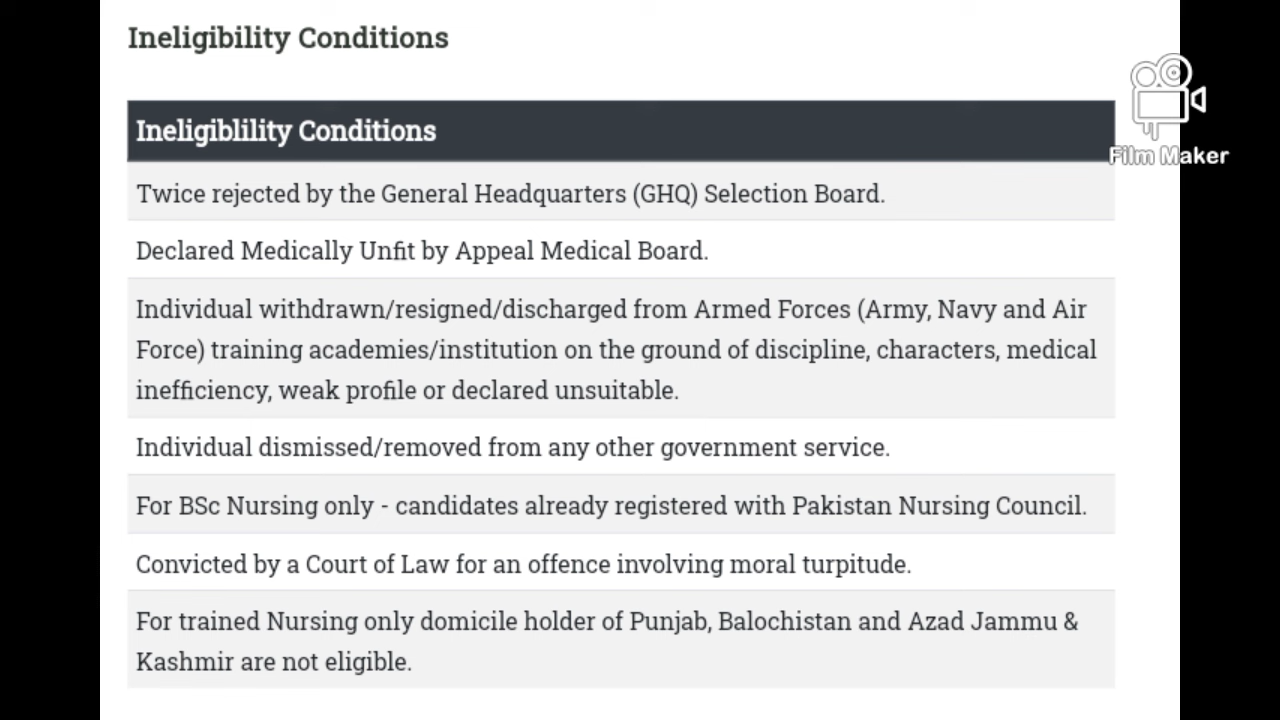 Ineligibility Conditions
Ineligiblility Conditions
Film Maker
Twice rejected by the General Headquarters (GHQ) Selection Board.
Declared Medically Unfit by Appeal Medical Board.
Individual withdrawn/resigned/discharged from Armed Forces (Army, Navy and Air
Force) training academies/institution on the ground of discipline, characters, medical
inefficiency, weak profile or declared unsuitable.
Individual dismissed/removed from any other government service.
For BSc Nursing only - candidates already registered with Pakistan Nursing Council.
Convicted by a Court of Law for an offence involving moral turpitude.
For trained Nursing only domicile holder of Punjab, Balochistan and Azad Jammu &
Kashmir are not eligible.